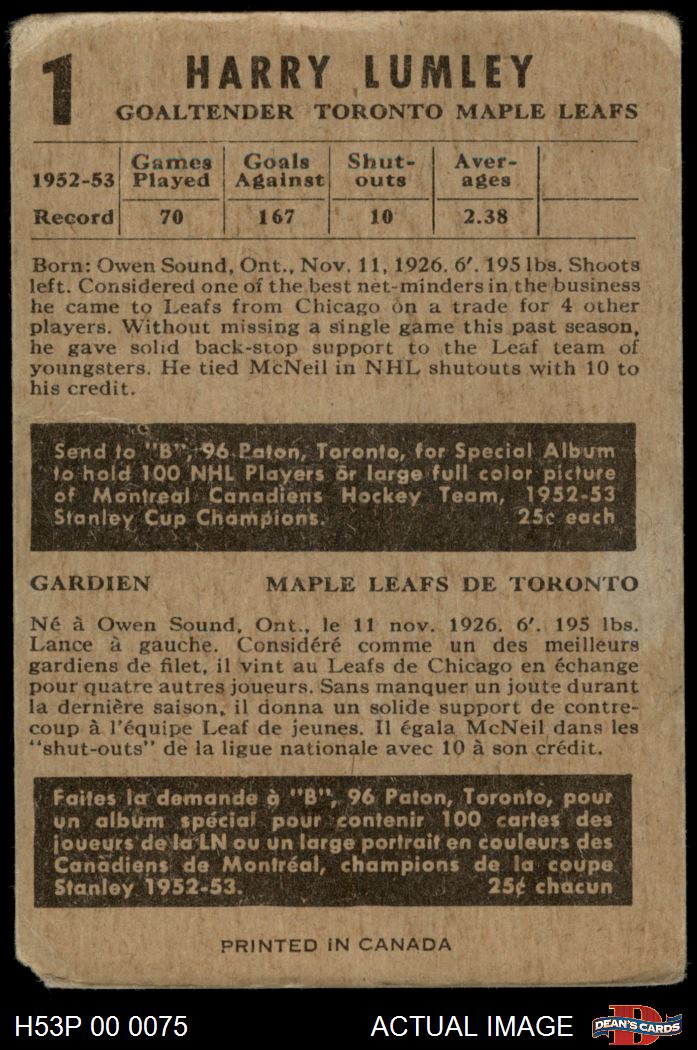 1
HARRY LUMLEY
GOALTENDER TORONTO MAPLE LEAFS
1952-53 Games Played Goals Against Shut-outs Aver-ages
Record 70 167 10 2.38
Born: Owen Sound, Ont., Nov. 11, 1926. 6'. 195 lbs. Shoots
left. Considered one of the best net-minders in the business
he came to Leafs from Chicago on a trade for 4 other
players. Without missing a single game this past season,
he gave solid back-stop support to the Leaf team of
youngsters. He tied McNeil in NHL shutouts with 10 to
his credit.
Send to "B", 96 Paton, Toronto, for Special Album
to hold 100 NHL Players or large full color picture
of Montreal Canadiens Hockey Team, 1952-53
Stanley Cup Champions. 25c each
GARDIEN MAPLE LEAFS DE TORONTO
Né à Owen Sound, Ont., le 11 nov. 1926. 6'. 195 lbs.
Lance à gauche. Considéré comme un des meilleurs
gardiens de filet, il vint au Leafs de Chicago en échange
pour quatre autres joueurs. Sans manquer un joute durant
la dernière saison, il donna un solide support de contre-
coup à l'équipe Leaf de jeunes. Il égala McNeil dans les
"shut-outs" de la ligue nationale avec 10 à son crédit.
Faites la demande à "B", 96 Paton, Toronto, pour
un album spécial pour contenir 100 cartes des
joueurs de la LN ou un large portrait en couleurs des
Canadiens de Montréal, champions de la coupe
Stanley 1952-53. 25¢ chacun
PRINTED IN CANADA
H53P 00 0075 ACTUAL IMAGE DEAN'S CARDS